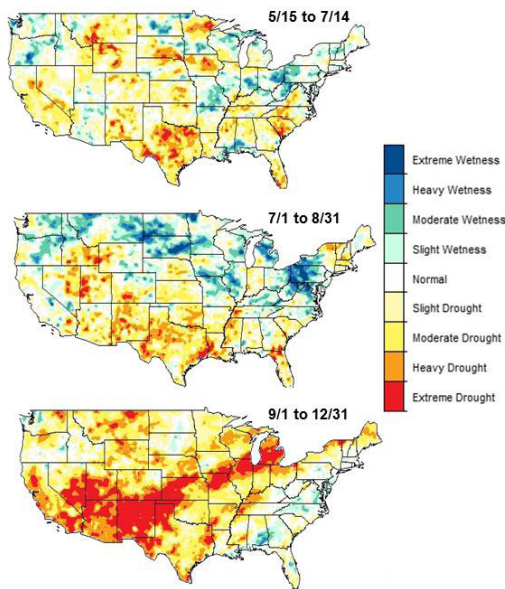 5/15 to 7/14
Extreme Wetness
Heavy Wetness
Moderate Wetness
Slight Wetness
Normal
Slight Drought
Moderate Drought
Heavy Drought
Extreme Drought
7/1 to 8/31
9/1 to 12/31